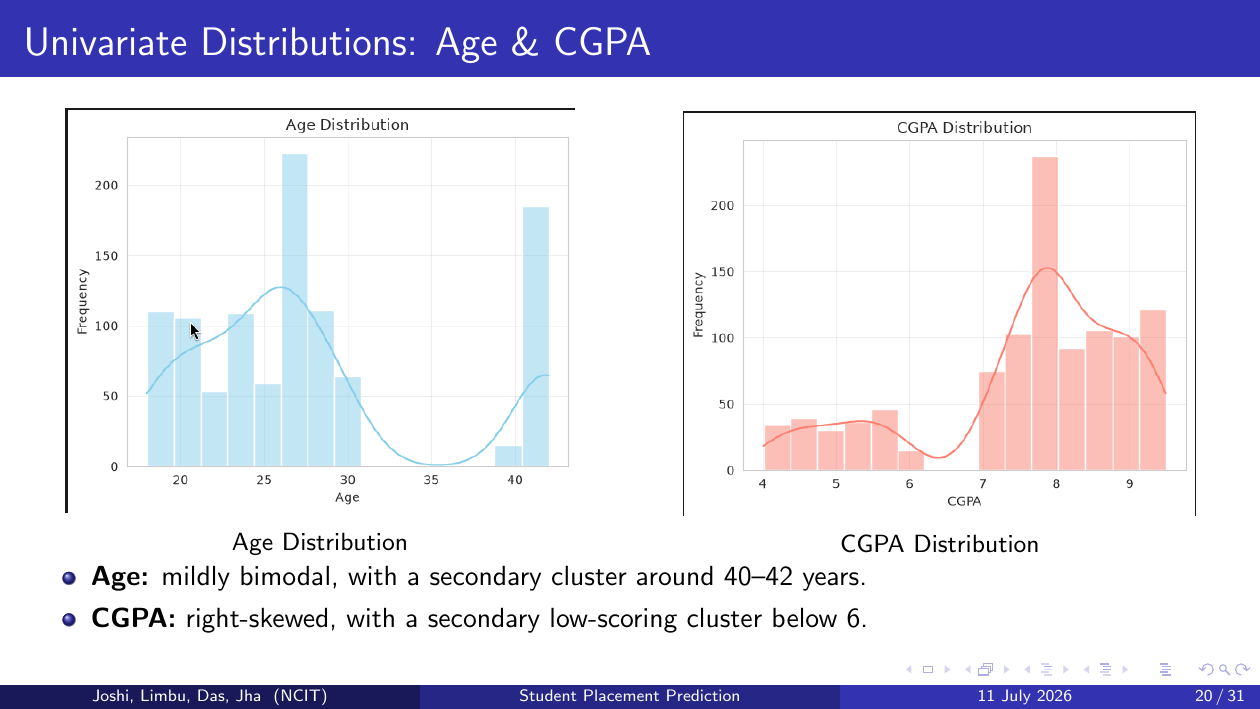 Univariate Distributions: Age & CGPA
Age Distribution
200
150
100
50
0
Frequency
20 25 30 35 40
Age
Age Distribution
CGPA Distribution
200
150
100
50
0
Frequency
4 5 6 7 8 9
CGPA
CGPA Distribution
Age: mildly bimodal, with a secondary cluster around 40–42 years.
CGPA: right-skewed, with a secondary low-scoring cluster below 6.
Joshi, Limbu, Das, Jha (NCIT) Student Placement Prediction 11 July 2026 20 / 31